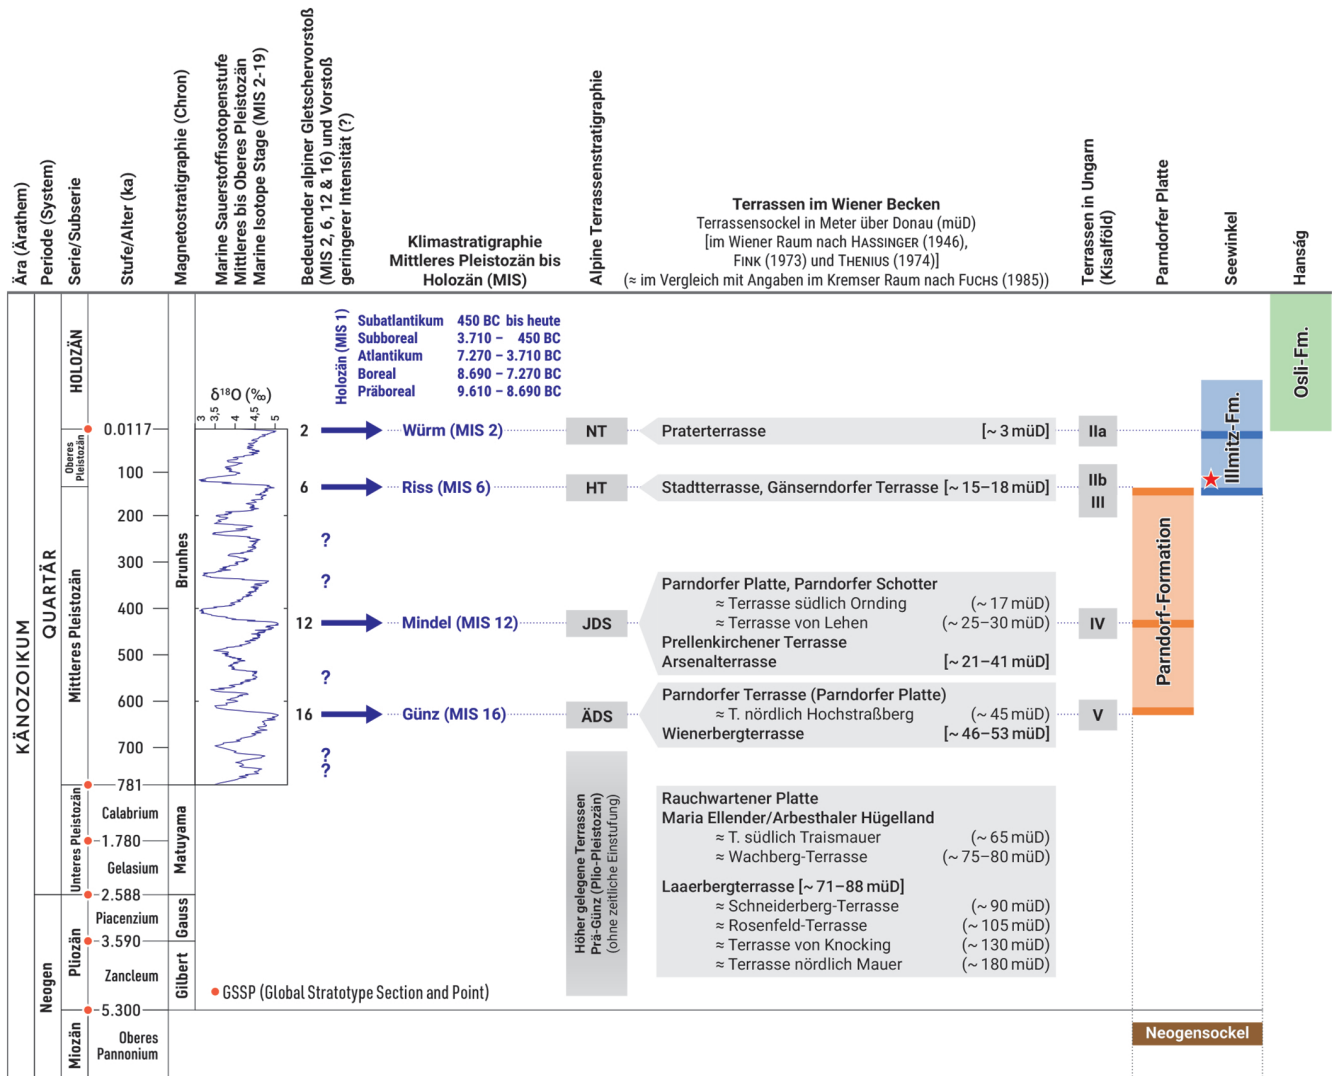 Ära (Ärathem)
Periode (System)
Serie/Subserie
Stufe/Alter (ka)
Magnetostratigraphie (Chron)
Marine Sauerstoffisotopenstufe
Mittleres bis Oberes Pleistozän
Marine Isotope Stage (MIS 2-19)
Bedeutender alpiner Gletschervorstoß
(MIS 2, 6, 12 & 16) und Vorstoß
geringerer Intensität (?)
Klimastratigraphie
Mittleres Pleistozän bis
Holozän (MIS)
Alpine Terrassenstratigraphie
Terrassen im Wiener Becken
Terrassensockel in Meter über Donau (müD)
[im Wiener Raum nach HASSINGER (1946),
FINK (1973) und THENIUS (1974)]
(≈ im Vergleich mit Angaben im Kremser Raum nach FUCHS (1985))
Terrassen in Ungarn
(Kisalföld)
Parndorfer Platte
Seewinkel
Hanság
KÄNOZOIKUM
QUARTÄR
Neogen
HOLOZÄN
Oberes
Pleistozän
Mittleres Pleistozän
Unteres Pleistozän
Pliozän
Miozän
0.0117
100
200
300
400
500
600
700
781
Calabrium
1.780
Gelasium
2.588
Piacenzium
3.590
Zancleum
5.300
Oberes
Pannonium
Brunhes
Matuyama
Gauss
Gilbert
δ18O (‰)
3 3,5 4 4,5 5
Holozän (MIS 1)
Subatlantikum 450 BC bis heute
Subboreal 3.710 – 450 BC
Atlantikum 7.270 – 3.710 BC
Boreal 8.690 – 7.270 BC
Präboreal 9.610 – 8.690 BC
2 Würm (MIS 2)
6 Riss (MIS 6)
?
?
12 Mindel (MIS 12)
?
16 Günz (MIS 16)
?
?
NT
HT
JDS
ÄDS
Höher gelegene Terrassen
Prä-Günz (Plio-Pleistozän)
(ohne zeitliche Einstufung)
Praterterrasse [~ 3 müD]
Stadtterrasse, Gänserndorfer Terrasse [~ 15–18 müD]
Parndorfer Platte, Parndorfer Schotter
≈ Terrasse südlich Ornding (~ 17 müD)
≈ Terrasse von Lehen (~ 25–30 müD)
Prellenkirchener Terrasse
Arsenalterrasse [~ 21–41 müD]
Parndorfer Terrasse (Parndorfer Platte)
≈ T. nördlich Hochstraßberg (~ 45 müD)
Wienerbergterrasse [~ 46–53 müD]
Rauchwartener Platte
Maria Ellender/Arbesthaler Hügelland
≈ T. südlich Traismauer (~ 65 müD)
≈ Wachberg-Terrasse (~ 75–80 müD)
Laaerbergterrasse [~ 71–88 müD]
≈ Schneiderberg-Terrasse (~ 90 müD)
≈ Rosenfeld-Terrasse (~ 105 müD)
≈ Terrasse von Knocking (~ 130 müD)
≈ Terrasse nördlich Mauer (~ 180 müD)
IIa
IIb
III
IV
V
Parndorf-Formation
Illmitz-Fm.
Osli-Fm.
Neogensockel
GSSP (Global Stratotype Section and Point)